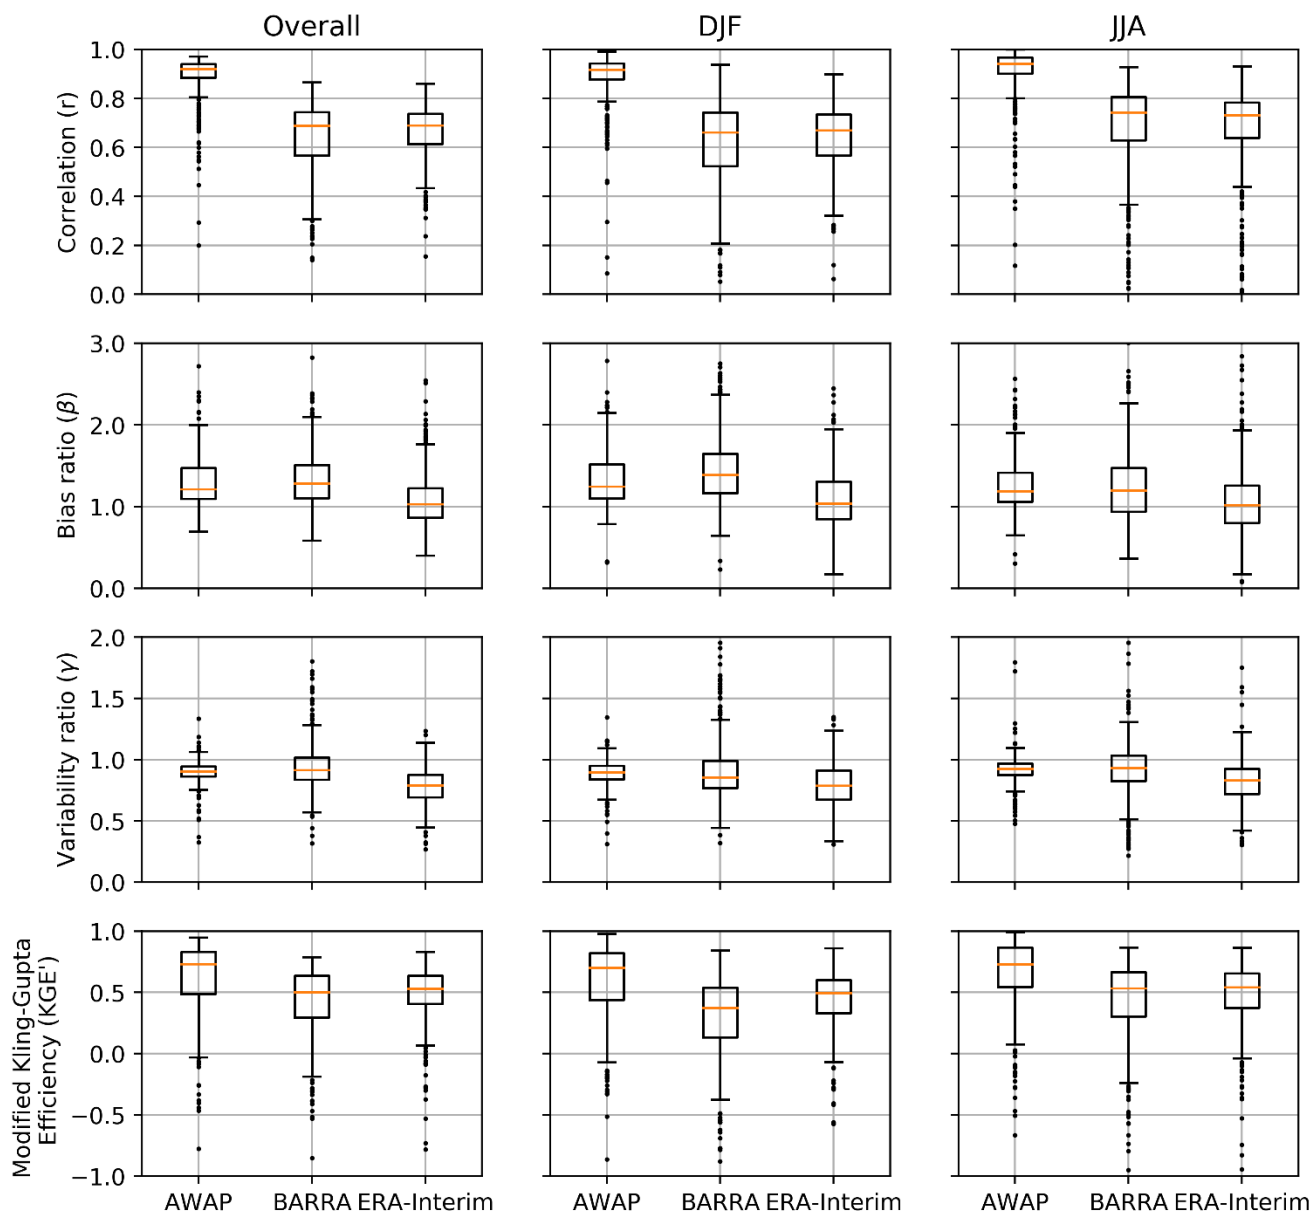 Overall DJF JJA
Correlation (r)
1.0
0.8
0.6
0.4
0.2
0.0
Bias ratio (β)
3.0
2.0
1.0
0.0
Variability ratio (γ)
2.0
1.5
1.0
0.5
0.0
Modified Kling-Gupta
Efficiency (KGE')
1.0
0.5
0.0
−0.5
−1.0
AWAP BARRA ERA-Interim AWAP BARRA ERA-Interim AWAP BARRA ERA-Interim